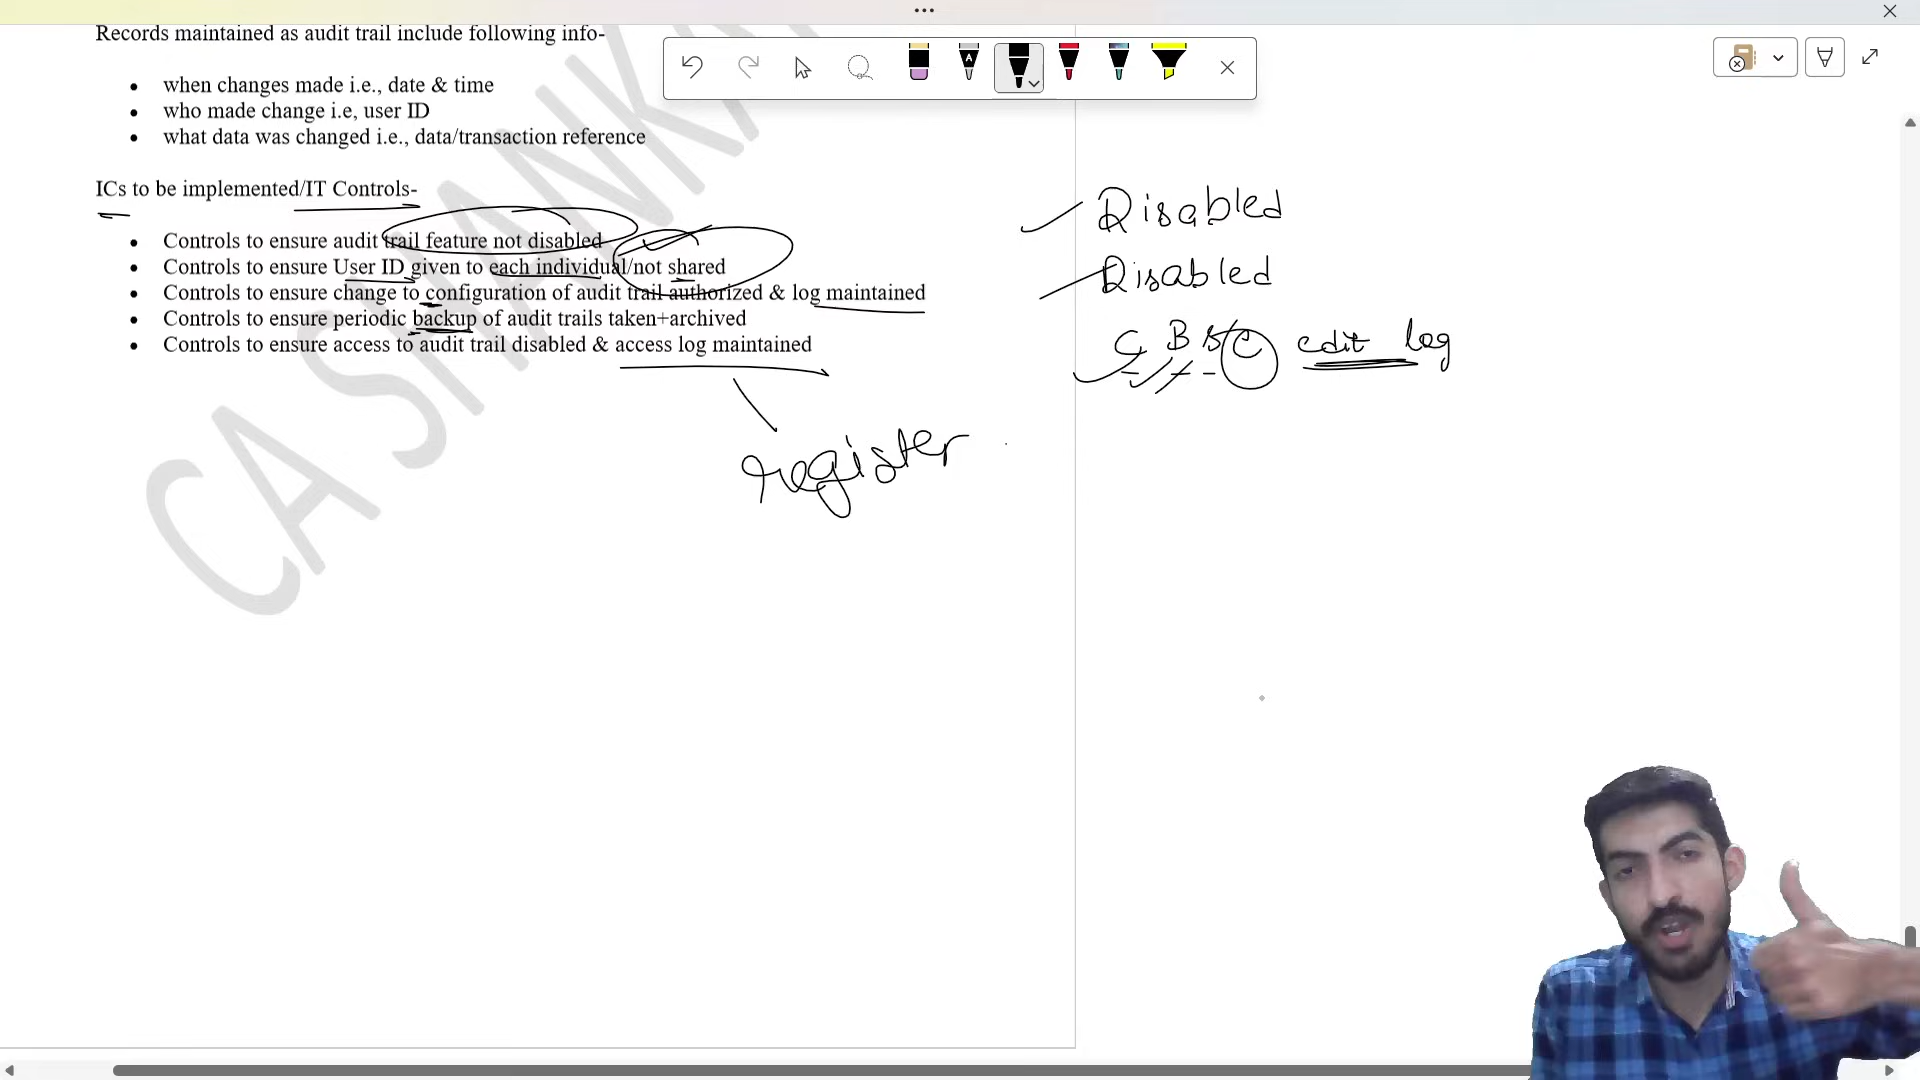 Records maintained as audit trail include following info-
• when changes made i.e., date & time
• who made change i.e, user ID
• what data was changed i.e., data/transaction reference
ICs to be implemented/IT Controls-
• Controls to ensure audit trail feature not disabled
• Controls to ensure User ID given to each individual/not shared
• Controls to ensure change to configuration of audit trail authorized & log maintained
• Controls to ensure periodic backup of audit trails taken+archived
• Controls to ensure access to audit trail disabled & access log maintained
register
Disabled
Disabled
C B S C edit log
CA SHANKA